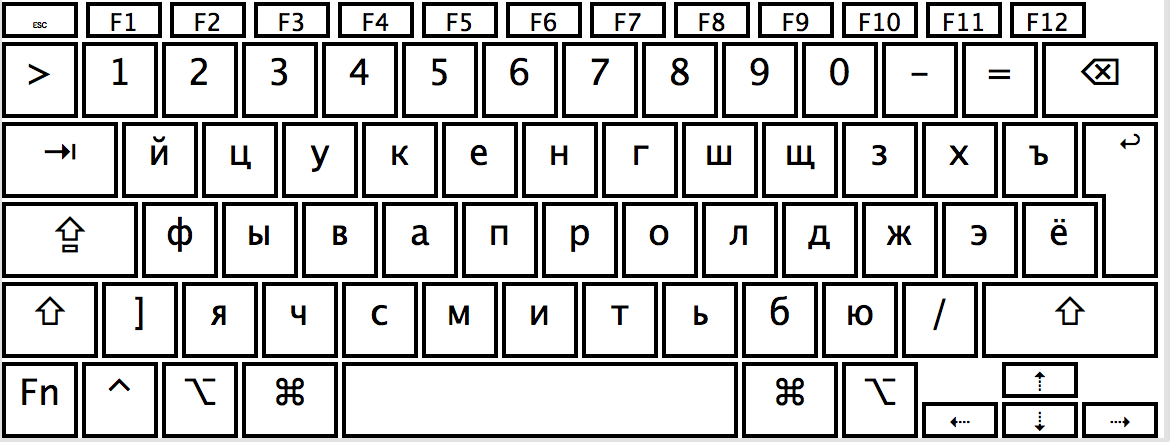 ESC F1 F2 F3 F4 F5 F6 F7 F8 F9 F10 F11 F12
> 1 2 3 4 5 6 7 8 9 0 - = ⌫
⇥ й ц у к е н г ш щ з х ъ ↩
⇪ ф ы в а п р о л д ж э ё
⇧ ] я ч с м и т ь б ю / ⇧
Fn ^ ⌥ ⌘ ⌘ ⌥ ⇠ ⇡ ⇣ ⇢